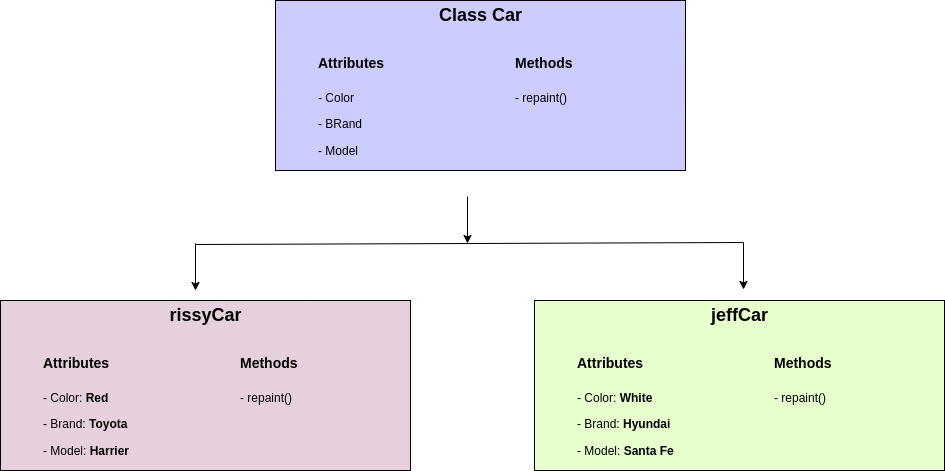 Class Car
Attributes Methods
- Color - repaint()
- BRand
- Model
rissyCar
Attributes Methods
- Color: Red - repaint()
- Brand: Toyota
- Model: Harrier
jeffCar
Attributes Methods
- Color: White - repaint()
- Brand: Hyundai
- Model: Santa Fe